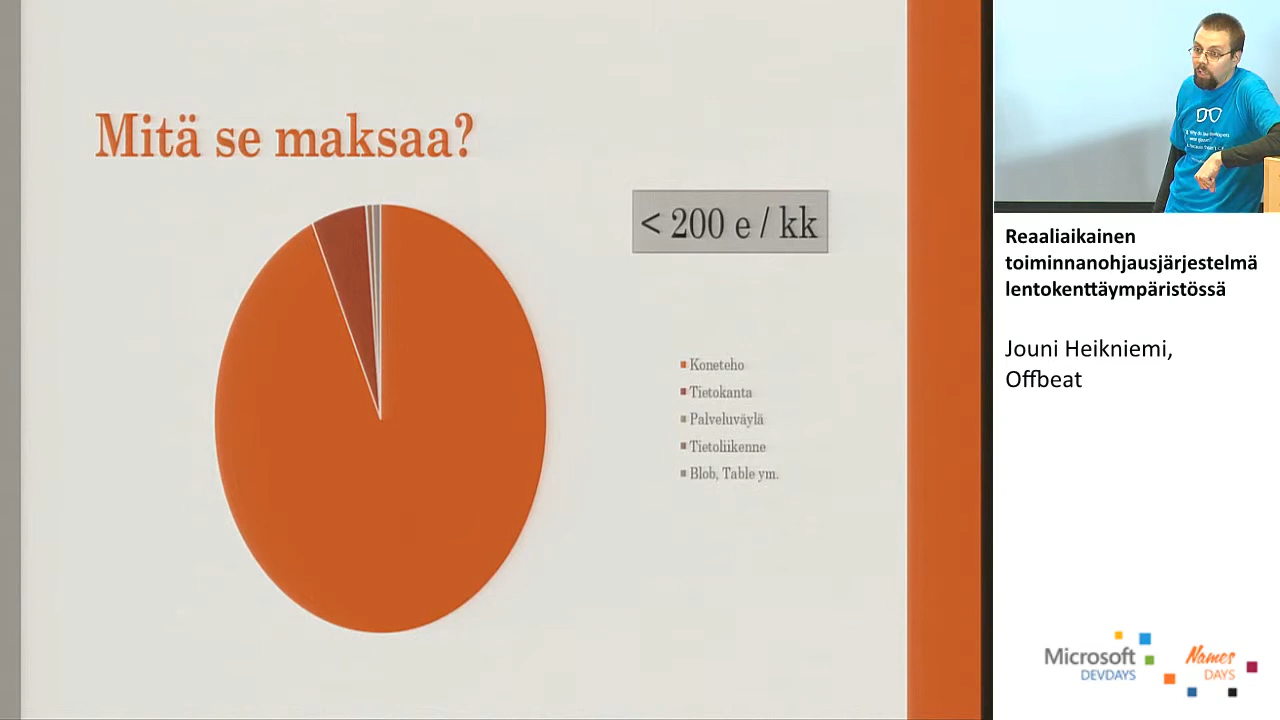 Mitä se maksaa?
< 200 e / kk
Koneteho
Tietokanta
Palveluväylä
Tietoliikenne
Blob, Table ym.
Reaaliaikainen
toiminnanohjausjärjestelmä
lentokenttäympäristössä
Jouni Heikniemi,
Offbeat
Microsoft
DEVDAYS
Names
DAYS